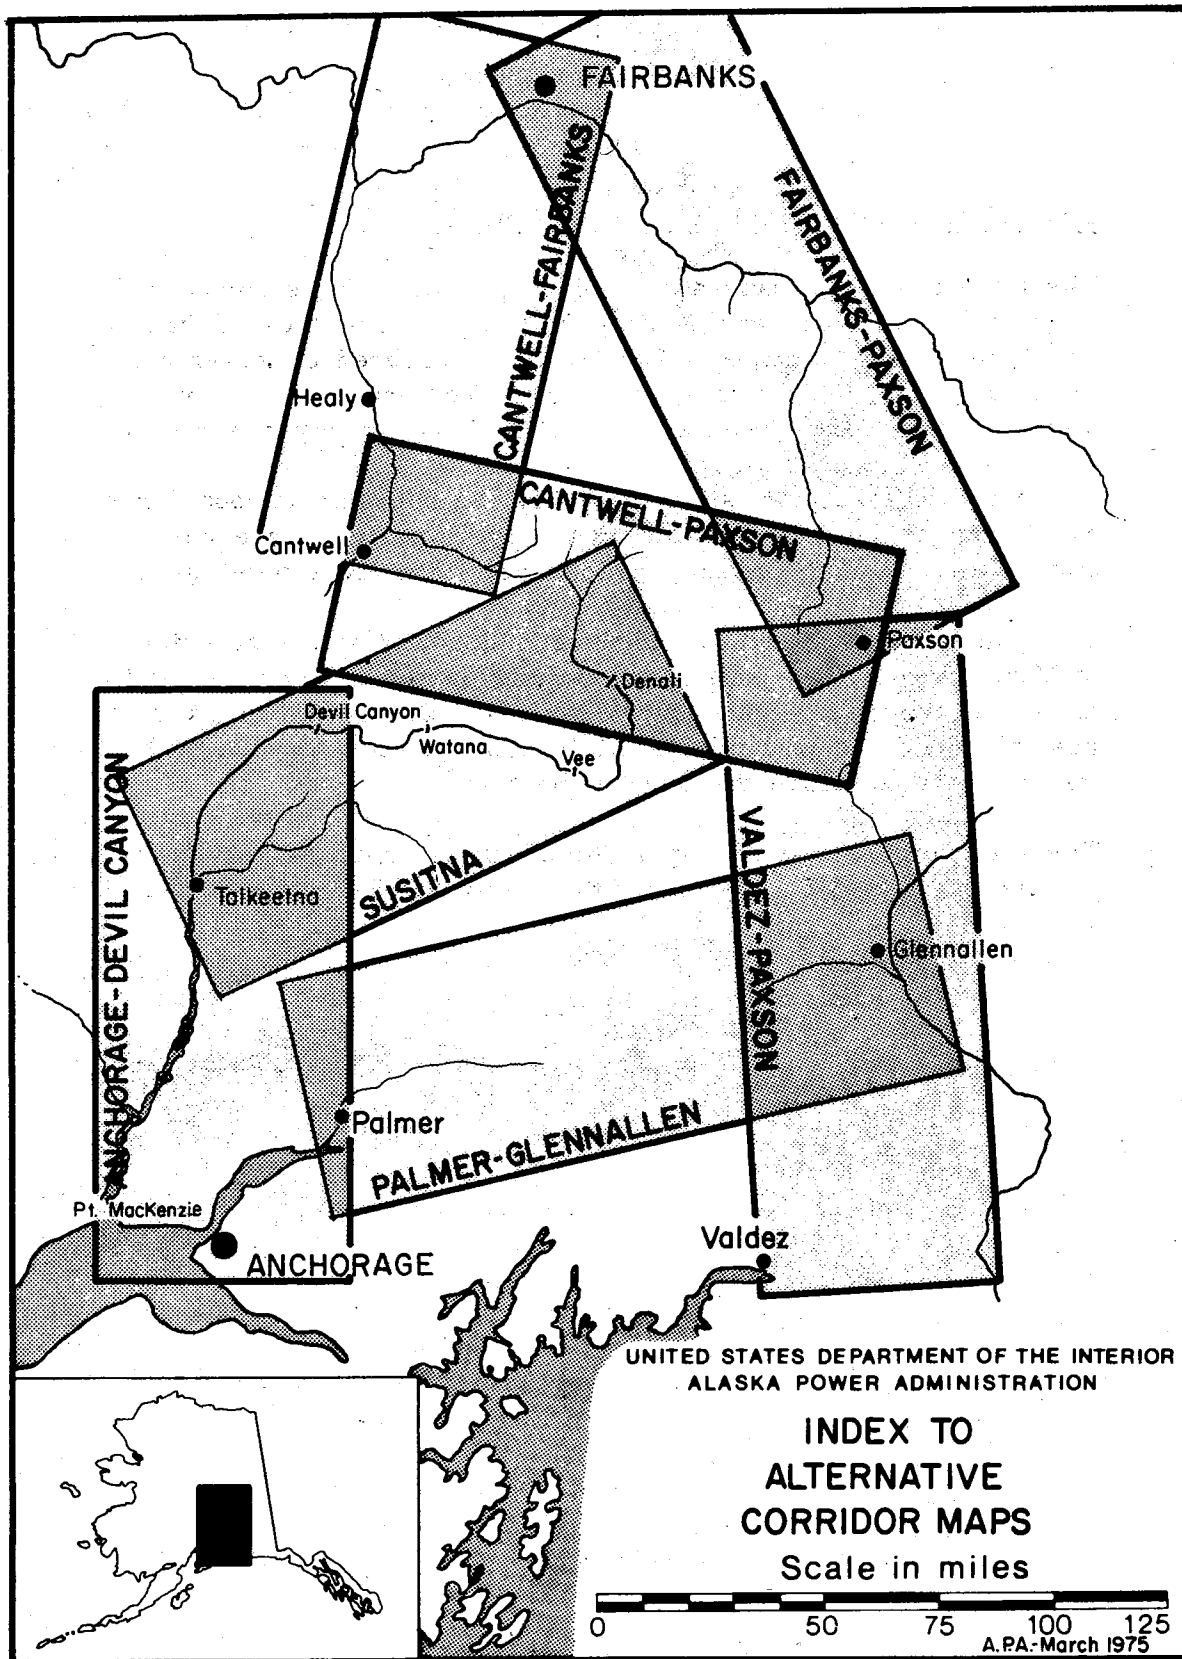 FAIRBANKS
CANTWELL-FAIRBANKS
FAIRBANKS-PAXSON
Healy
CANTWELL-PAXSON
Cantwell
Paxson
Denali
Devil Canyon
Watana
Vee
ANCHORAGE-DEVIL CANYON
VALDEZ-PAXSON
SUSITNA
Talkeetna
Glennallen
Palmer
PALMER-GLENNALLEN
Pt. MacKenzie
ANCHORAGE
Valdez
UNITED STATES DEPARTMENT OF THE INTERIOR
ALASKA POWER ADMINISTRATION
INDEX TO
ALTERNATIVE
CORRIDOR MAPS
Scale in miles
0 50 75 100 125
A.P.A.-March 1975